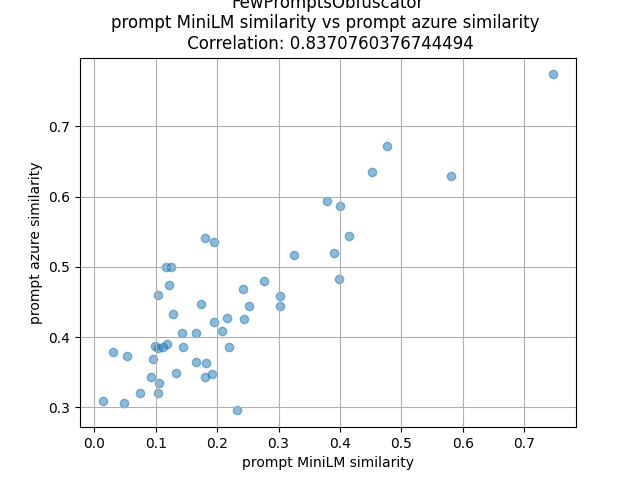 FewPromptsObfuscator
prompt MiniLM similarity vs prompt azure similarity
Correlation: 0.8370760376744494
prompt azure similarity
0.7
0.6
0.5
0.4
0.3
0.0 0.1 0.2 0.3 0.4 0.5 0.6 0.7
prompt MiniLM similarity